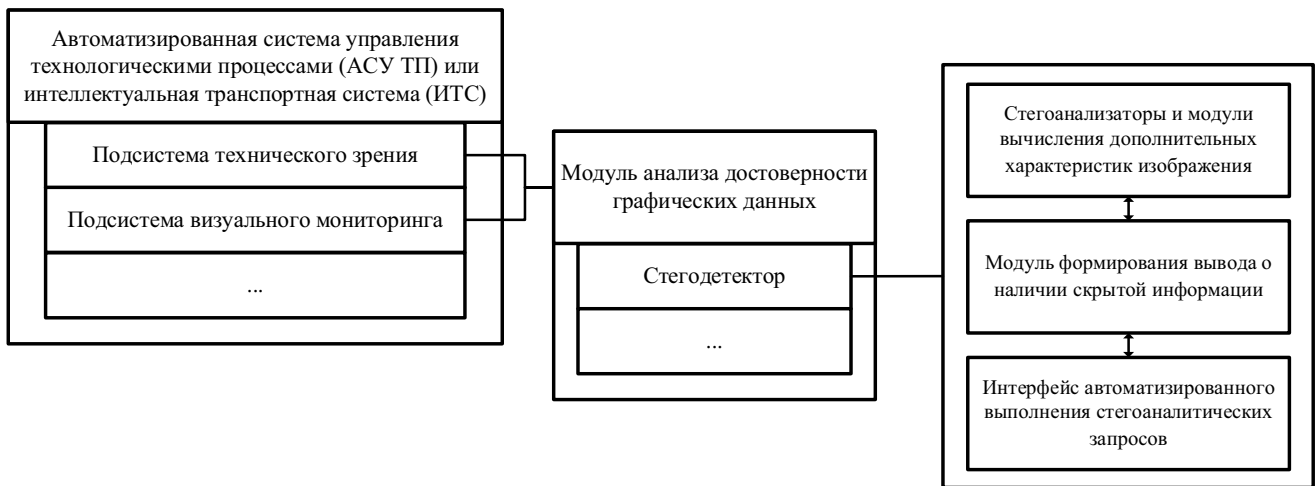 Автоматизированная система управления
технологическими процессами (АСУ ТП) или
интеллектуальная транспортная система (ИТС)
Подсистема технического зрения
Подсистема визуального мониторинга
...
Модуль анализа достоверности
графических данных
Стегодетектор
...
Стегоанализаторы и модули
вычисления дополнительных
характеристик изображения
Модуль формирования вывода о
наличии скрытой информации
Интерфейс автоматизированного
выполнения стегоаналитических
запросов